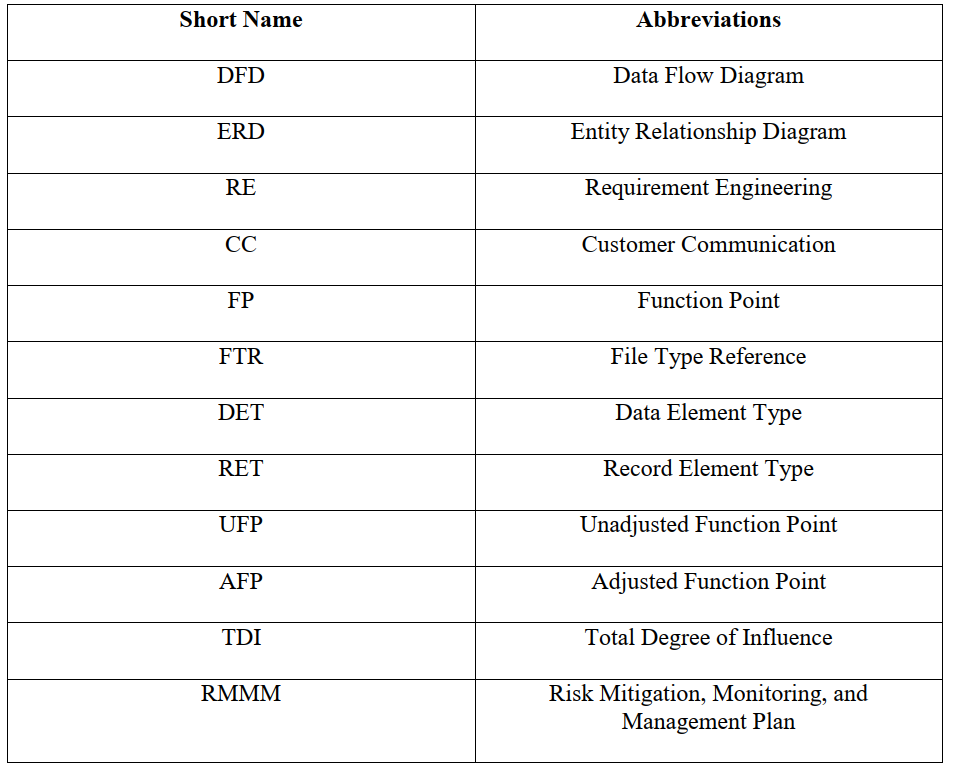 Short Name Abbreviations
DFD Data Flow Diagram
ERD Entity Relationship Diagram
RE Requirement Engineering
CC Customer Communication
FP Function Point
FTR File Type Reference
DET Data Element Type
RET Record Element Type
UFP Unadjusted Function Point
AFP Adjusted Function Point
TDI Total Degree of Influence
RMMM Risk Mitigation, Monitoring, and
Management Plan